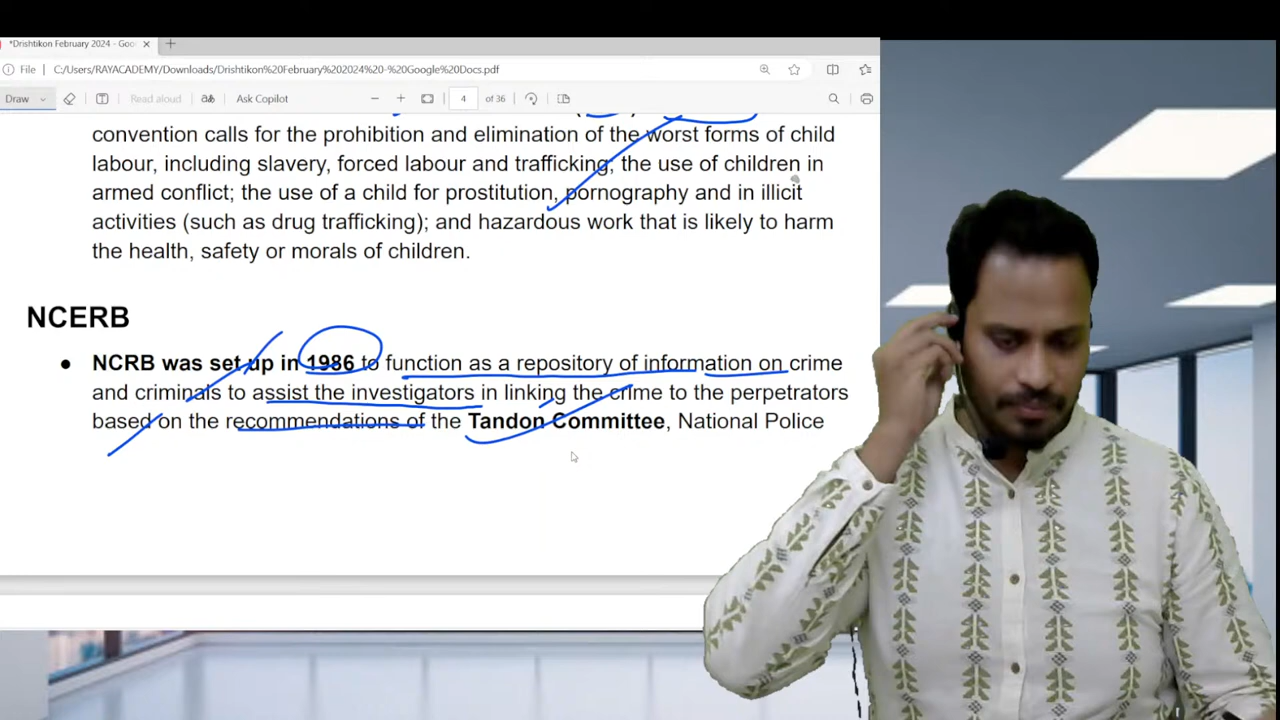 *Drishtikon February 2024 - Goo
File C:/Users/RAYACADEMY/Downloads/Drishtikon%20February%202024%20-%20Google%20Docs.pdf
Draw Read aloud Ask Copilot 4 of 36
convention calls for the prohibition and elimination of the worst forms of child
labour, including slavery, forced labour and trafficking; the use of children in
armed conflict; the use of a child for prostitution, pornography and in illicit
activities (such as drug trafficking); and hazardous work that is likely to harm
the health, safety or morals of children.
NCERB
● NCRB was set up in 1986 to function as a repository of information on crime
and criminals to assist the investigators in linking the crime to the perpetrators
based on the recommendations of the Tandon Committee, National Police